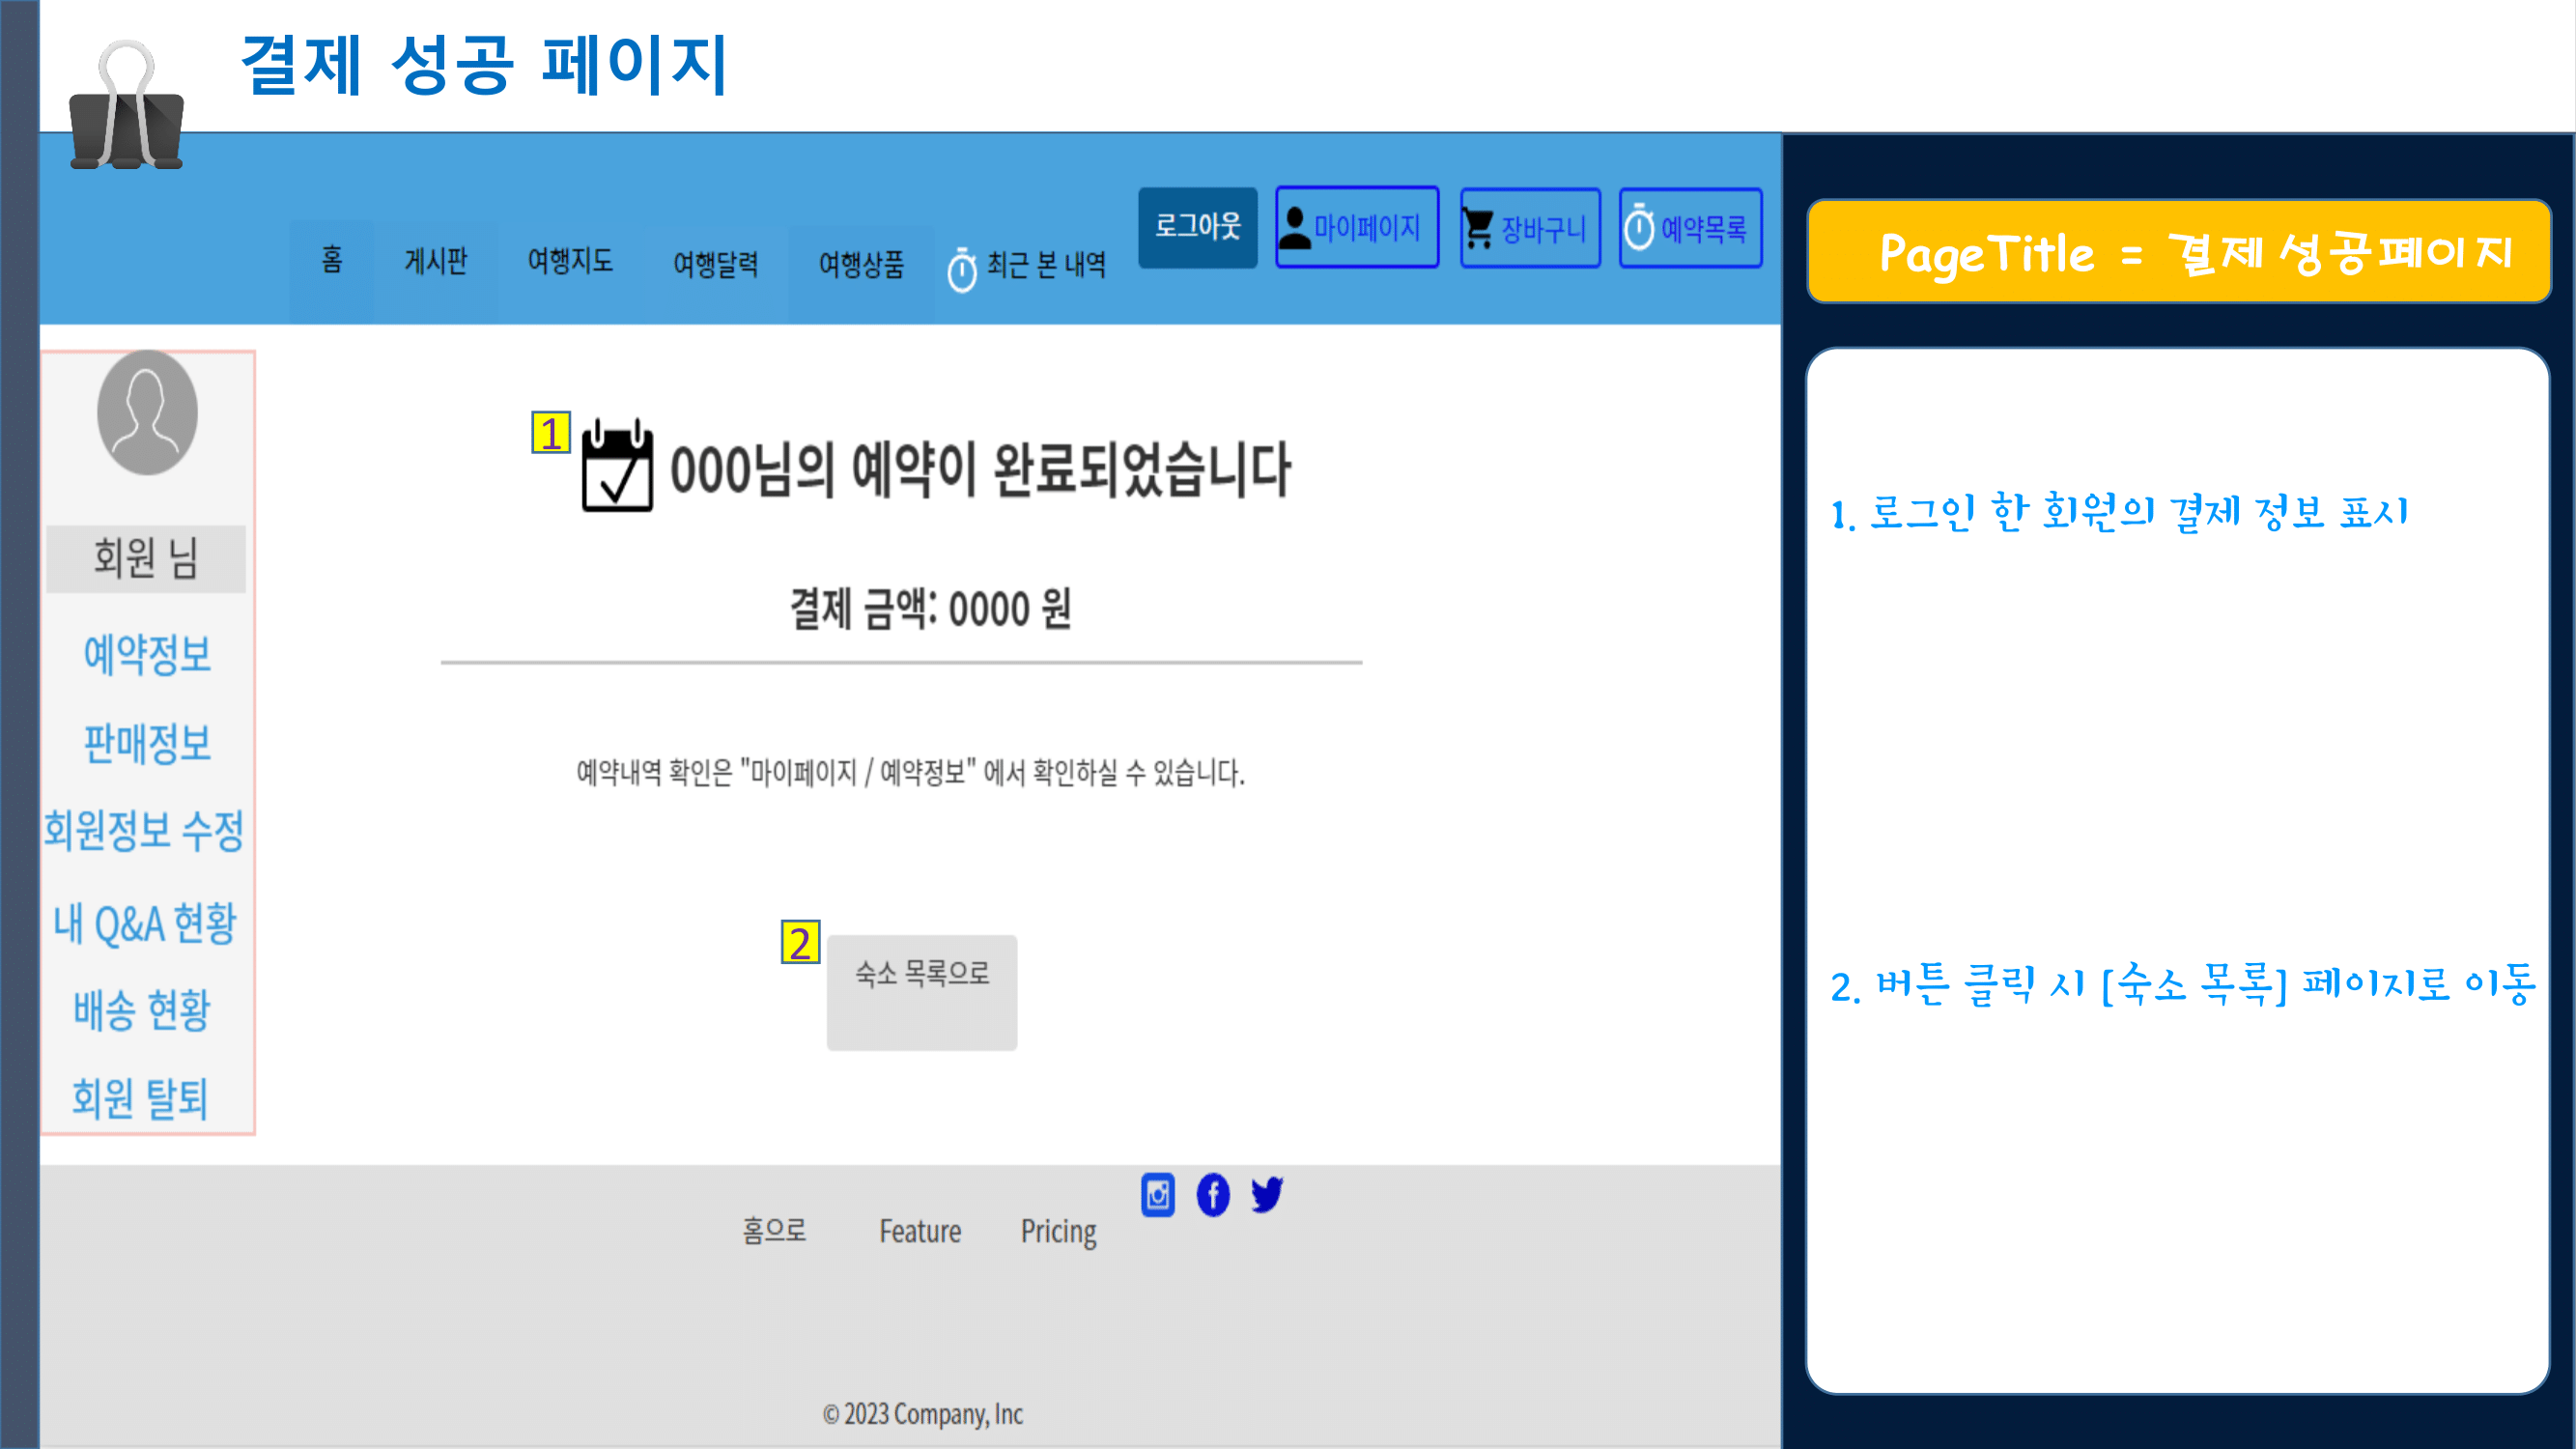 결제 성공 페이지
로그아웃 마이페이지 장바구니 예약목록
홈 게시판 여행지도 여행달력 여행상품 최근 본 내역
PageTitle = 결제 성공페이지
회원 님
예약정보
판매정보
회원정보 수정
내 Q&A 현황
배송 현황
회원 탈퇴
1 000님의 예약이 완료되었습니다
결제 금액: 0000 원
예약내역 확인은 "마이페이지 / 예약정보" 에서 확인하실 수 있습니다.
2 숙소 목록으로
1. 로그인 한 회원의 결제 정보 표시
2. 버튼 클릭 시 [숙소 목록] 페이지로 이동
홈으로 Feature Pricing
© 2023 Company, Inc